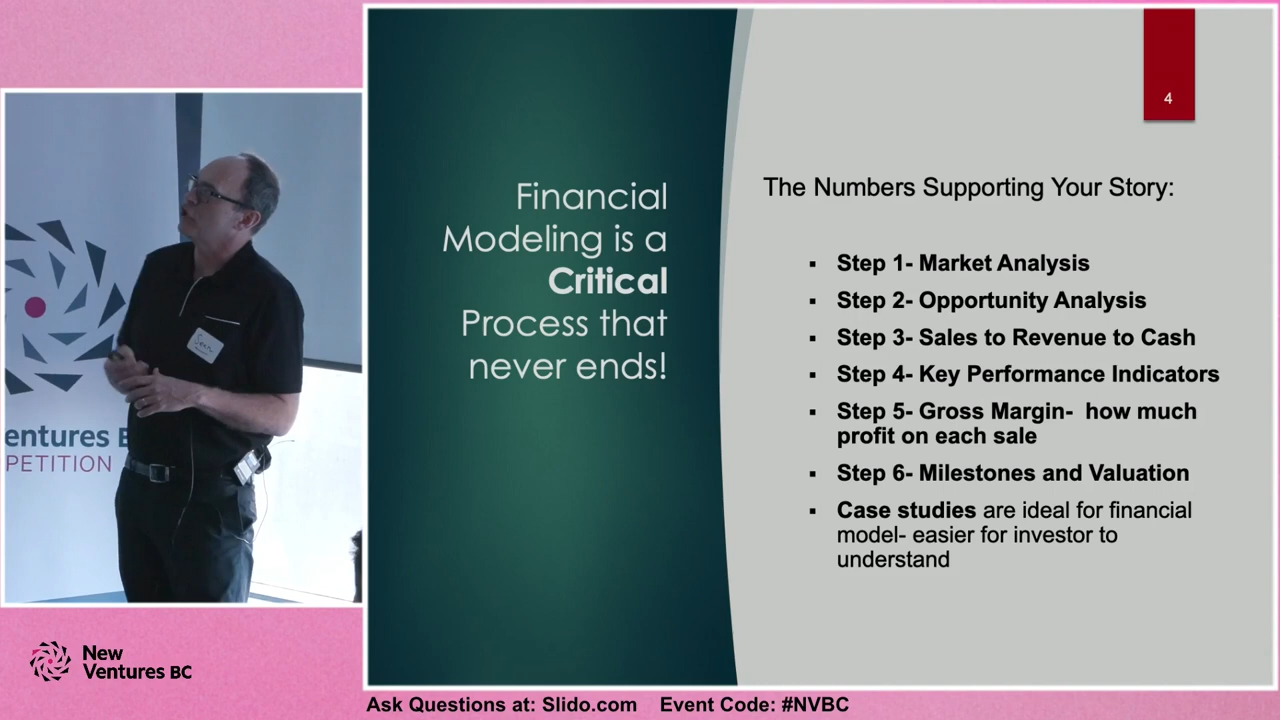 4
Financial
Modeling is a
Critical
Process that
never ends!
The Numbers Supporting Your Story:
▪ Step 1- Market Analysis
▪ Step 2- Opportunity Analysis
▪ Step 3- Sales to Revenue to Cash
▪ Step 4- Key Performance Indicators
▪ Step 5- Gross Margin- how much
profit on each sale
▪ Step 6- Milestones and Valuation
▪ Case studies are ideal for financial
model- easier for investor to
understand
Sean
entures B
PETITION
New
Ventures BC
Ask Questions at: Slido.com Event Code: #NVBC